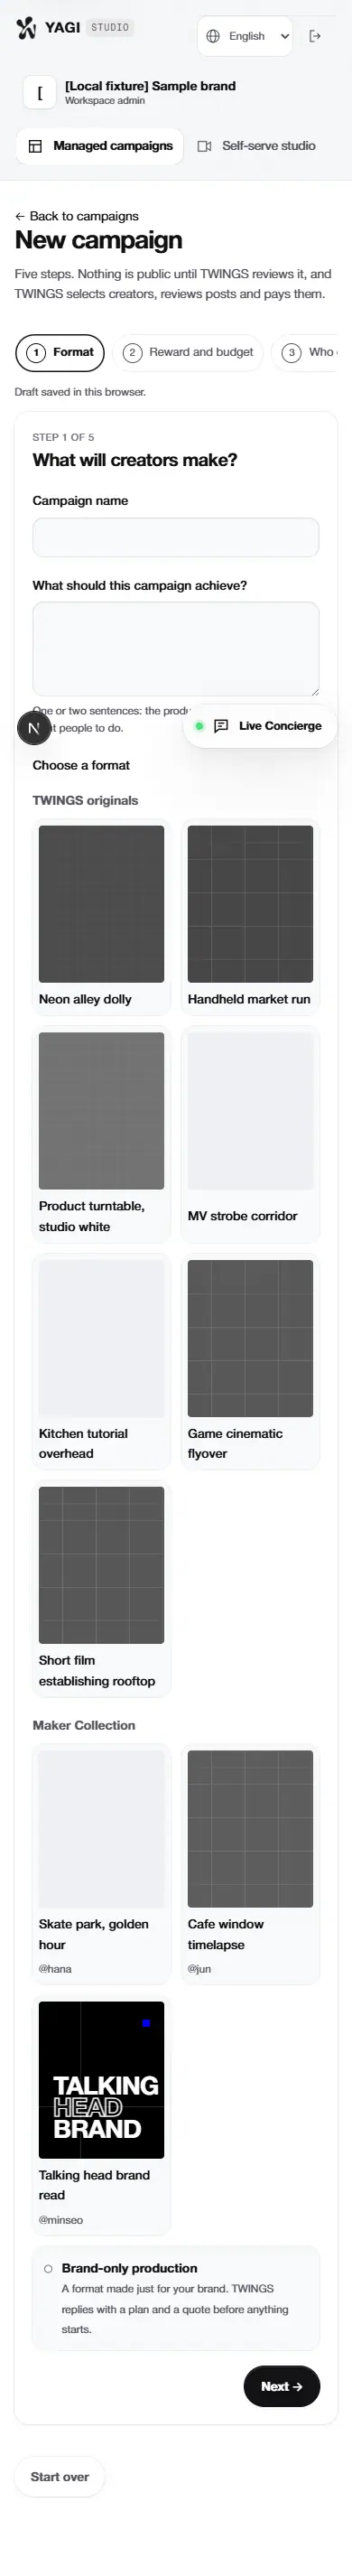 YAGI STUDIO
English
[
[Local fixture] Sample brand
Workspace admin
Managed campaigns
Self-serve studio
← Back to campaigns
New campaign
Five steps. Nothing is public until TWINGS reviews it, and
TWINGS selects creators, reviews posts and pays them.
1 Format
2 Reward and budget
3 Who
Draft saved in this browser.
STEP 1 OF 5
What will creators make?
Campaign name
What should this campaign achieve?
One or two sentences: the
people to do.
N
Live Concierge
Choose a format
TWINGS originals
Neon alley dolly
Handheld market run
Product turntable,
studio white
MV strobe corridor
Kitchen tutorial
overhead
Game cinematic
flyover
Short film
establishing rooftop
Maker Collection
Skate park, golden
hour
@hana
Cafe window
timelapse
@jun
TALKING
HEAD
BRAND
Talking head brand
read
@minseo
Brand-only production
A format made just for your brand. TWINGS
replies with a plan and a quote before anything
starts.
Next →
Start over